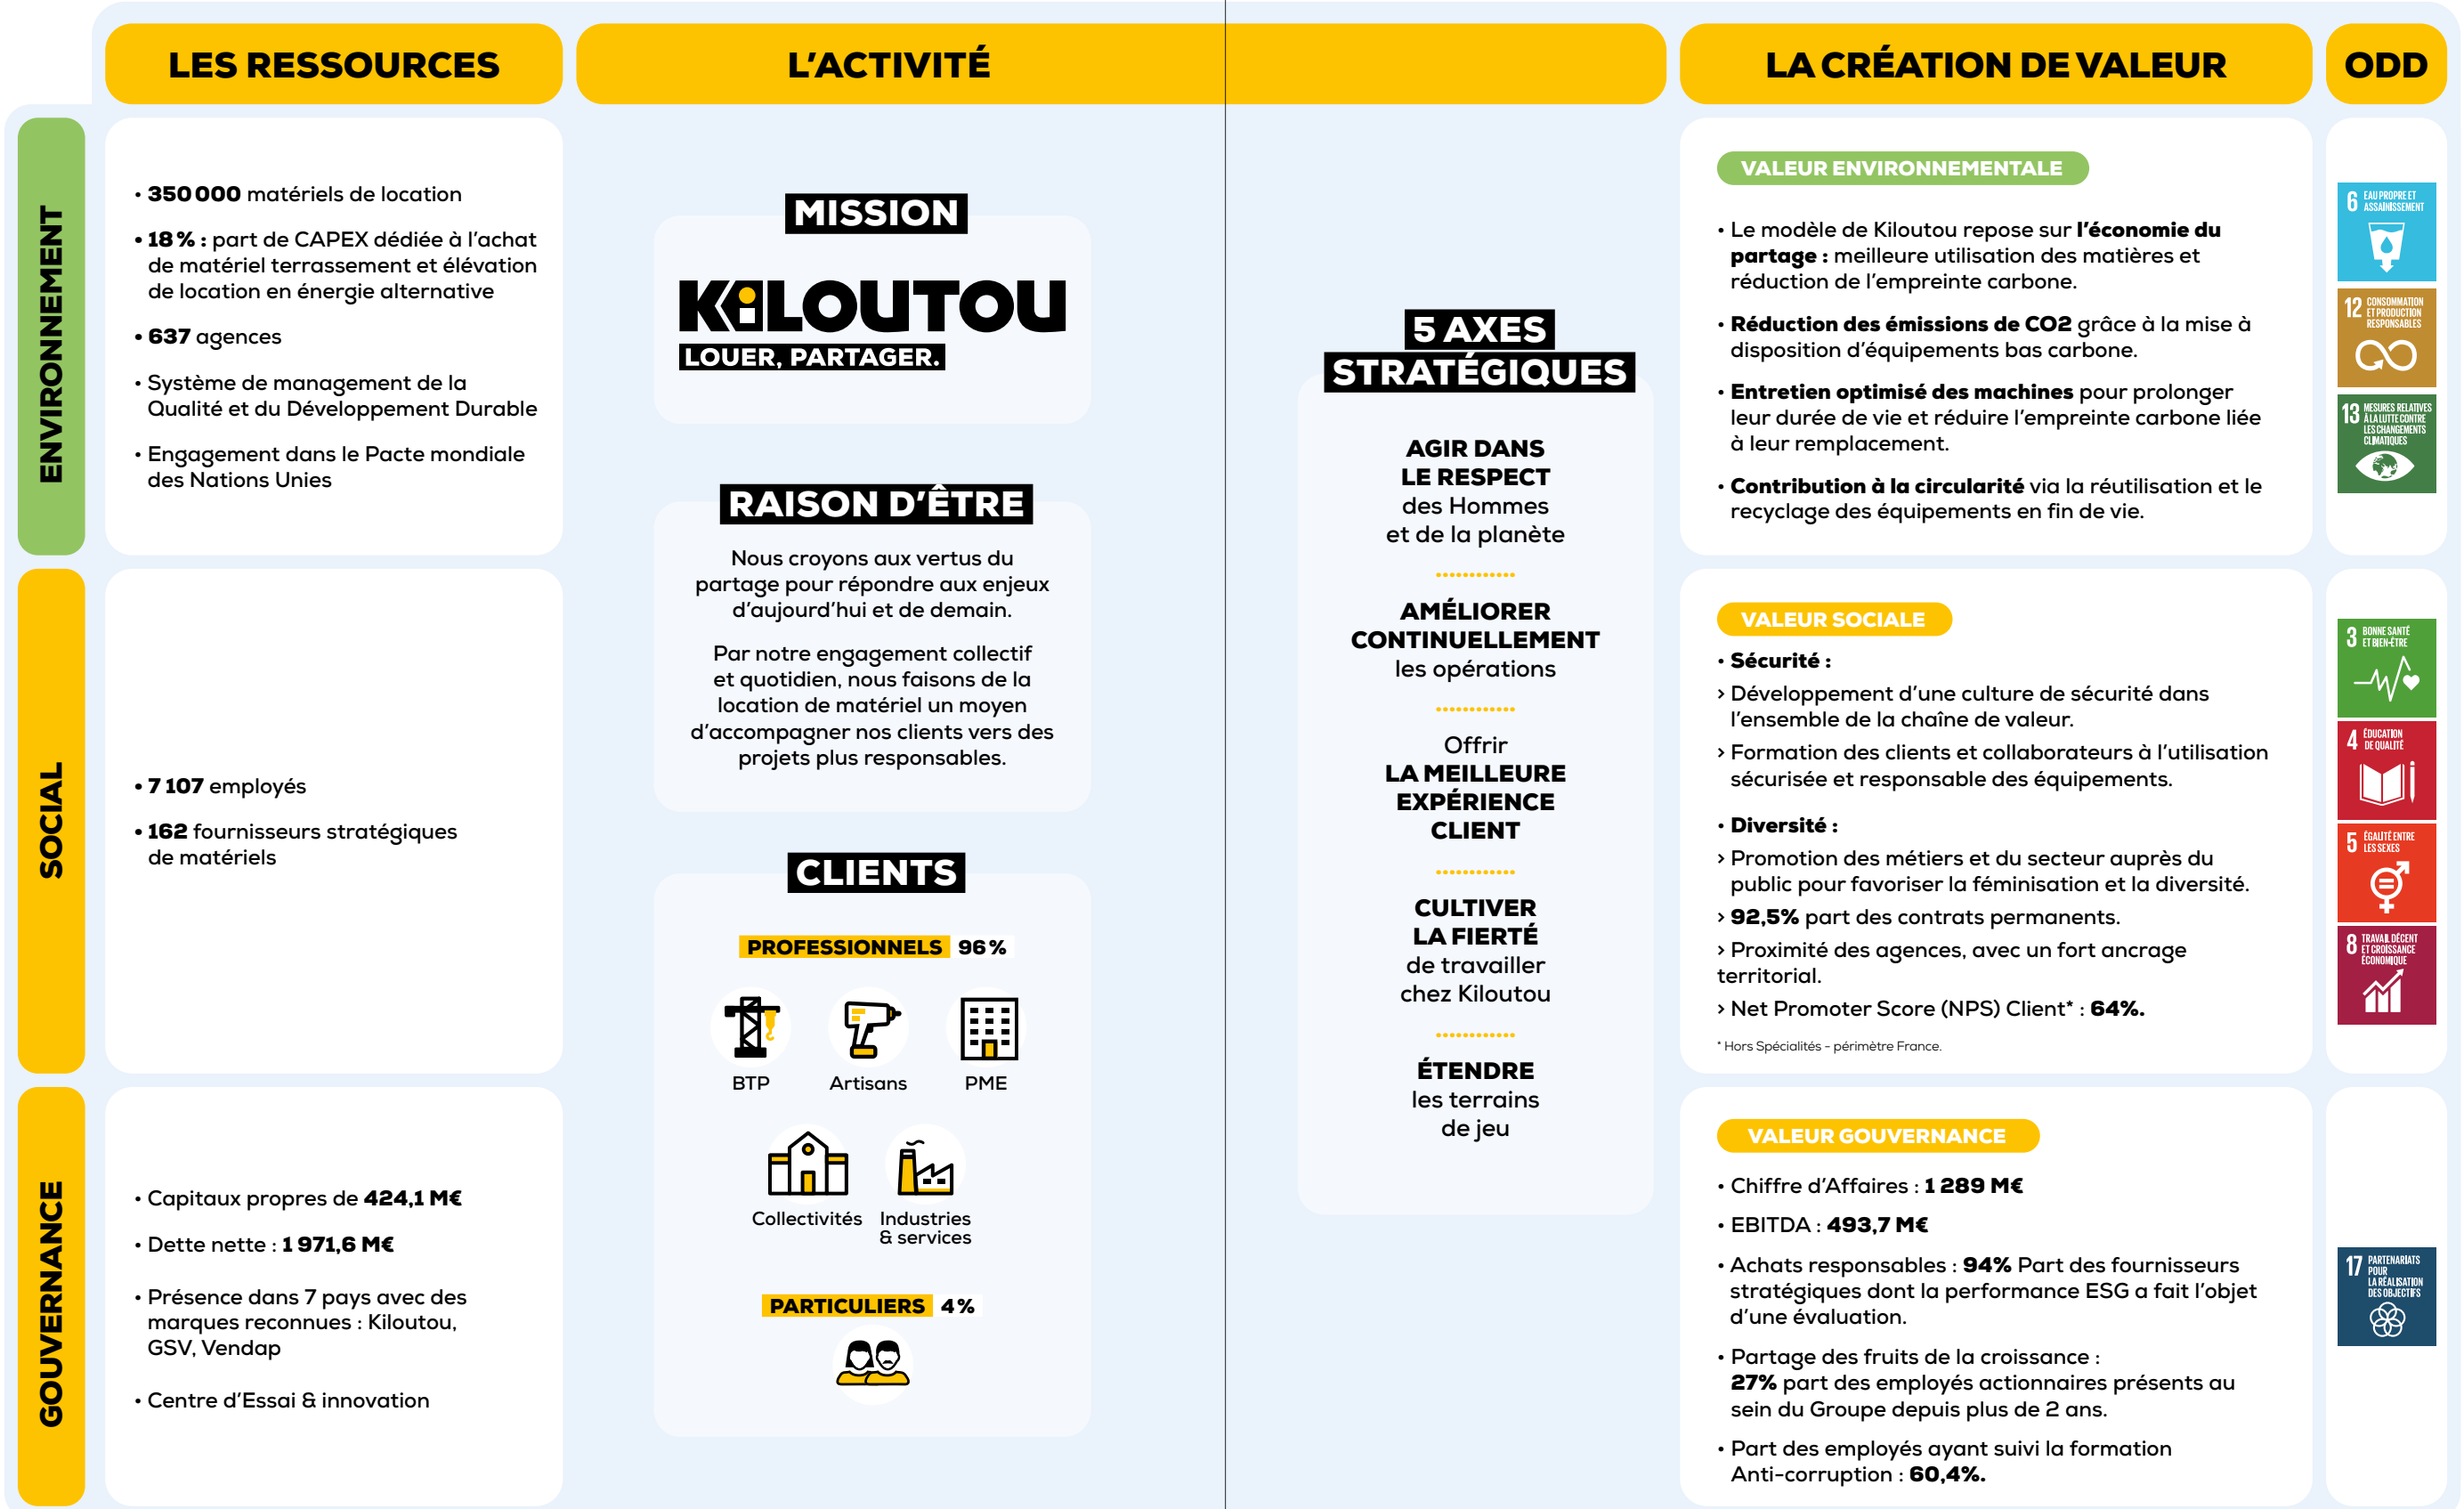 LES RESSOURCES
L'ACTIVITÉ
LA CRÉATION DE VALEUR
ODD
ENVIRONNEMENT
• 350 000 matériels de location
• 18 % : part de CAPEX dédiée à l'achat
de matériel terrassement et élévation
de location en énergie alternative
• 637 agences
• Système de management de la
Qualité et du Développement Durable
• Engagement dans le Pacte mondiale
des Nations Unies
SOCIAL
• 7 107 employés
• 162 fournisseurs stratégiques
de matériels
GOUVERNANCE
• Capitaux propres de 424,1 M€
• Dette nette : 1 971,6 M€
• Présence dans 7 pays avec des
marques reconnues : Kiloutou,
GSV, Vendap
• Centre d'Essai & innovation
MISSION
KILOUTOU
LOUER, PARTAGER.
RAISON D'ÊTRE
Nous croyons aux vertus du
partage pour répondre aux enjeux
d'aujourd'hui et de demain.
Par notre engagement collectif
et quotidien, nous faisons de la
location de matériel un moyen
d'accompagner nos clients vers des
projets plus responsables.
CLIENTS
PROFESSIONNELS 96 %
BTP
Artisans
PME
Collectivités
Industries
& services
PARTICULIERS 4 %
5 AXES
STRATÉGIQUES
AGIR DANS
LE RESPECT
des Hommes
et de la planète
AMÉLIORER
CONTINUELLEMENT
les opérations
Offrir
LA MEILLEURE
EXPÉRIENCE
CLIENT
CULTIVER
LA FIERTÉ
de travailler
chez Kiloutou
ÉTENDRE
les terrains
de jeu
VALEUR ENVIRONNEMENTALE
• Le modèle de Kiloutou repose sur l'économie du
partage : meilleure utilisation des matières et
réduction de l'empreinte carbone.
• Réduction des émissions de CO2 grâce à la mise à
disposition d'équipements bas carbone.
• Entretien optimisé des machines pour prolonger
leur durée de vie et réduire l'empreinte carbone liée
à leur remplacement.
• Contribution à la circularité via la réutilisation et le
recyclage des équipements en fin de vie.
VALEUR SOCIALE
• Sécurité :
> Développement d'une culture de sécurité dans
l'ensemble de la chaîne de valeur.
> Formation des clients et collaborateurs à l'utilisation
sécurisée et responsable des équipements.
• Diversité :
> Promotion des métiers et du secteur auprès du
public pour favoriser la féminisation et la diversité.
> 92,5% part des contrats permanents.
> Proximité des agences, avec un fort ancrage
territorial.
> Net Promoter Score (NPS) Client* : 64%.
* Hors Spécialités - périmètre France.
VALEUR GOUVERNANCE
• Chiffre d'Affaires : 1 289 M€
• EBITDA : 493,7 M€
• Achats responsables : 94% Part des fournisseurs
stratégiques dont la performance ESG a fait l'objet
d'une évaluation.
• Partage des fruits de la croissance :
27% part des employés actionnaires présents au
sein du Groupe depuis plus de 2 ans.
• Part des employés ayant suivi la formation
Anti-corruption : 60,4%.
6 EAU PROPRE ET
ASSAINISSEMENT
12 CONSOMMATION
ET PRODUCTION
RESPONSABLES
13 MESURES RELATIVES
À LA LUTTE CONTRE
LES CHANGEMENTS
CLIMATIQUES
3 BONNE SANTÉ
ET BIEN-ÊTRE
4 ÉDUCATION
DE QUALITÉ
5 ÉGALITÉ ENTRE
LES SEXES
8 TRAVAIL DÉCENT
ET CROISSANCE
ÉCONOMIQUE
17 PARTENARIATS
POUR
LA RÉALISATION
DES OBJECTIFS